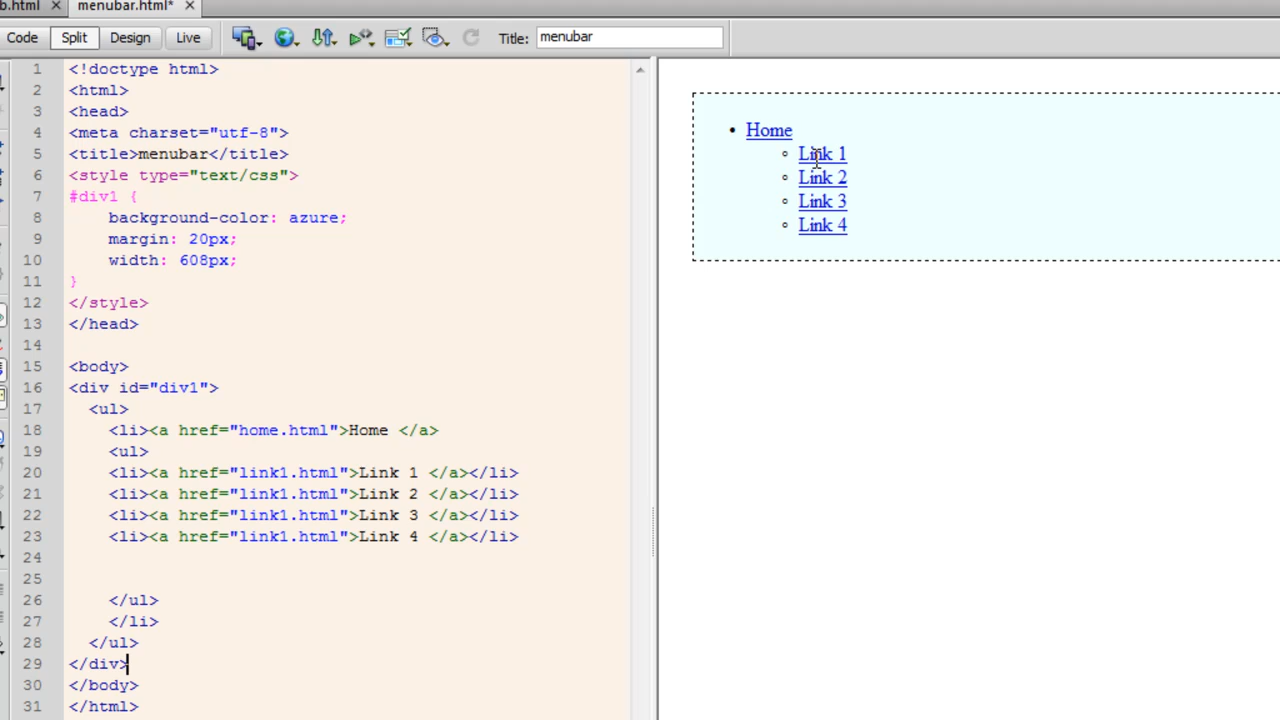 b.html × menubar.html* ×
Code Split Design Live Title: menubar
1 <!doctype html>
2 <html>
3 <head>
4 <meta charset="utf-8">
5 <title>menubar</title>
6 <style type="text/css">
7 #div1 {
8 background-color: azure;
9 margin: 20px;
10 width: 608px;
11 }
12 </style>
13 </head>
14
15 <body>
16 <div id="div1">
17 <ul>
18 <li><a href="home.html">Home </a>
19 <ul>
20 <li><a href="link1.html">Link 1 </a></li>
21 <li><a href="link1.html">Link 2 </a></li>
22 <li><a href="link1.html">Link 3 </a></li>
23 <li><a href="link1.html">Link 4 </a></li>
24
25
26 </ul>
27 </li>
28 </ul>
29 </div>
30 </body>
31 </html>
• Home
◦ Link 1
◦ Link 2
◦ Link 3
◦ Link 4